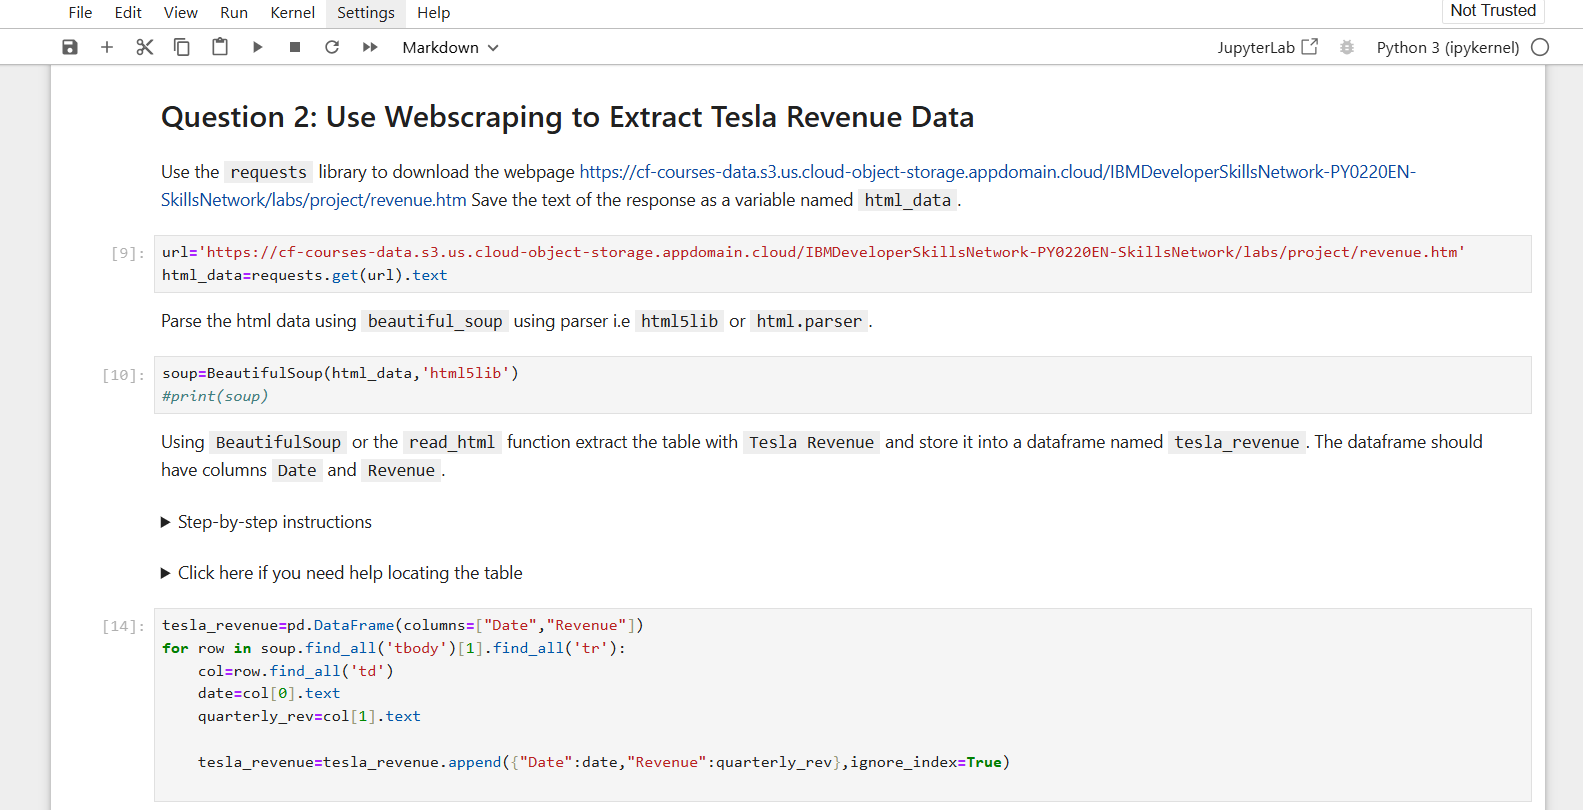 File Edit View Run Kernel Settings Help
Not Trusted
Markdown
JupyterLab
Python 3 (ipykernel)
Question 2: Use Webscraping to Extract Tesla Revenue Data
Use the requests library to download the webpage https://cf-courses-data.s3.us.cloud-object-storage.appdomain.cloud/IBMDeveloperSkillsNetwork-PY0220EN-
SkillsNetwork/labs/project/revenue.htm Save the text of the response as a variable named html_data.
[9]: url='https://cf-courses-data.s3.us.cloud-object-storage.appdomain.cloud/IBMDeveloperSkillsNetwork-PY0220EN-SkillsNetwork/labs/project/revenue.htm'
html_data=requests.get(url).text
Parse the html data using beautiful_soup using parser i.e html5lib or html.parser.
[10]: soup=BeautifulSoup(html_data,'html5lib')
#print(soup)
Using BeautifulSoup or the read_html function extract the table with Tesla Revenue and store it into a dataframe named tesla_revenue. The dataframe should
have columns Date and Revenue.
▶ Step-by-step instructions
▶ Click here if you need help locating the table
[14]: tesla_revenue=pd.DataFrame(columns=["Date","Revenue"])
for row in soup.find_all('tbody')[1].find_all('tr'):
    col=row.find_all('td')
    date=col[0].text
    quarterly_rev=col[1].text
    tesla_revenue=tesla_revenue.append({"Date":date,"Revenue":quarterly_rev},ignore_index=True)